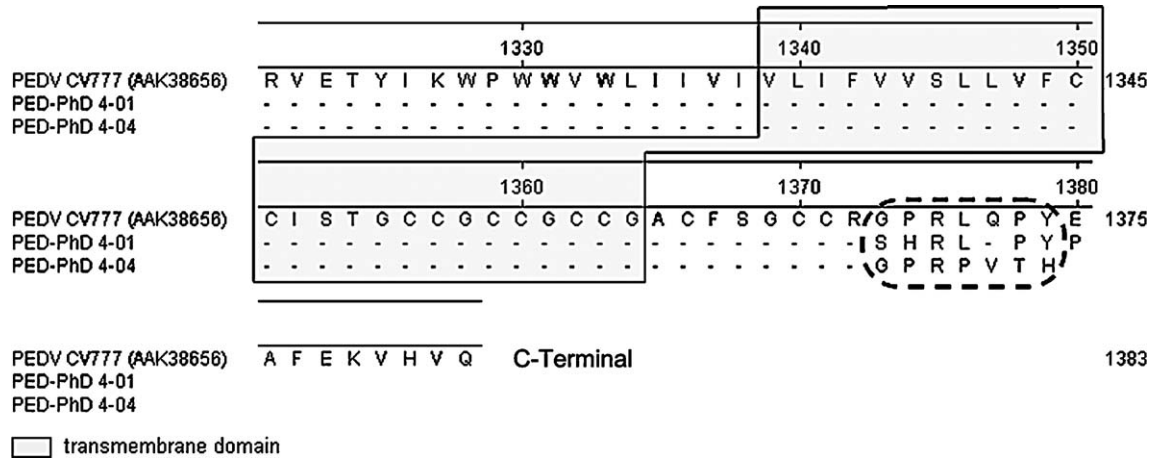 1330 1340 1350
PEDV CV777 (AAK38656) R V E T Y I K W P W W V W L I I V I V L I F V V S L L V F C 1345
PED-PhD 4-01 - - - - - - - - - - - - - - - - - - - - - - - - - - - - - -
PED-PhD 4-04 - - - - - - - - - - - - - - - - - - - - - - - - - - - - - -
1360 1370 1380
PEDV CV777 (AAK38656) C I S T G C C G C C G C C G A C F S G C C R G P R L Q P Y E 1375
PED-PhD 4-01 - - - - - - - - - - - - - - - - - - - - - - S H R L - P Y P
PED-PhD 4-04 - - - - - - - - - - - - - - - - - - - - - - G P R P V T H
PEDV CV777 (AAK38656) A F E K V H V Q C-Terminal 1383
PED-PhD 4-01
PED-PhD 4-04
transmembrane domain